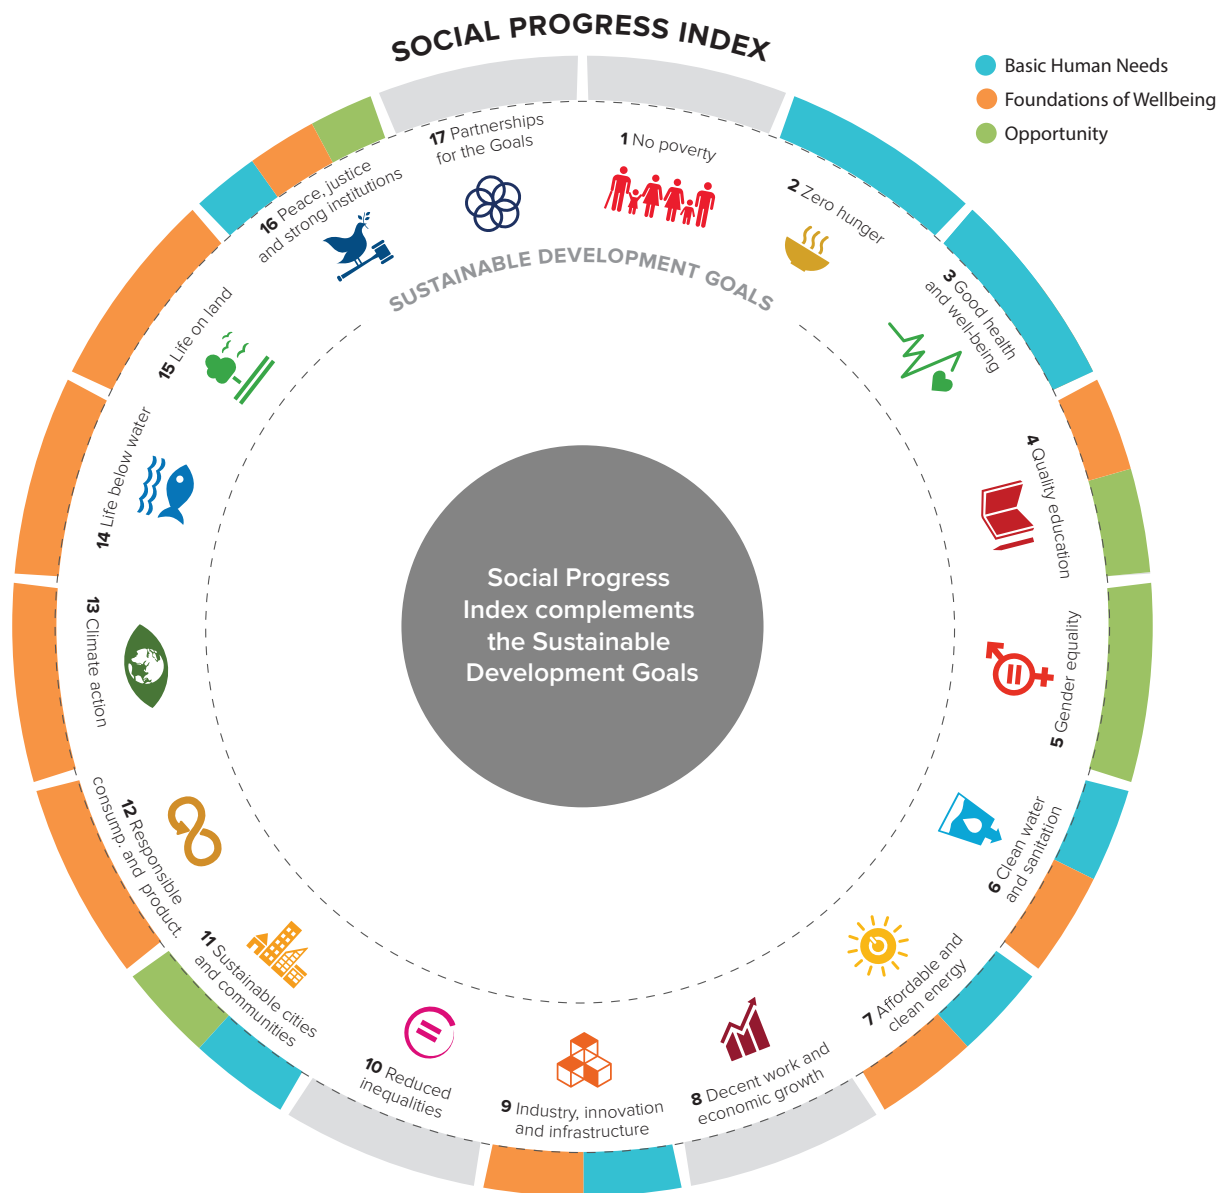 SOCIAL PROGRESS INDEX
Basic Human Needs
Foundations of Wellbeing
Opportunity
1 No poverty
2 Zero hunger
3 Good health
and well-being
4 Quality education
5 Gender equality
6 Clean water
and sanitation
7 Affordable and
clean energy
8 Decent work and
economic growth
9 Industry, innovation
and infrastructure
10 Reduced
inequalities
11 Sustainable cities
and communities
12 Responsible
consump. and product.
13 Climate action
14 Life below water
15 Life on land
16 Peace, justice
and strong institutions
17 Partnerships
for the Goals
SUSTAINABLE DEVELOPMENT GOALS
Social Progress
Index complements
the Sustainable
Development Goals